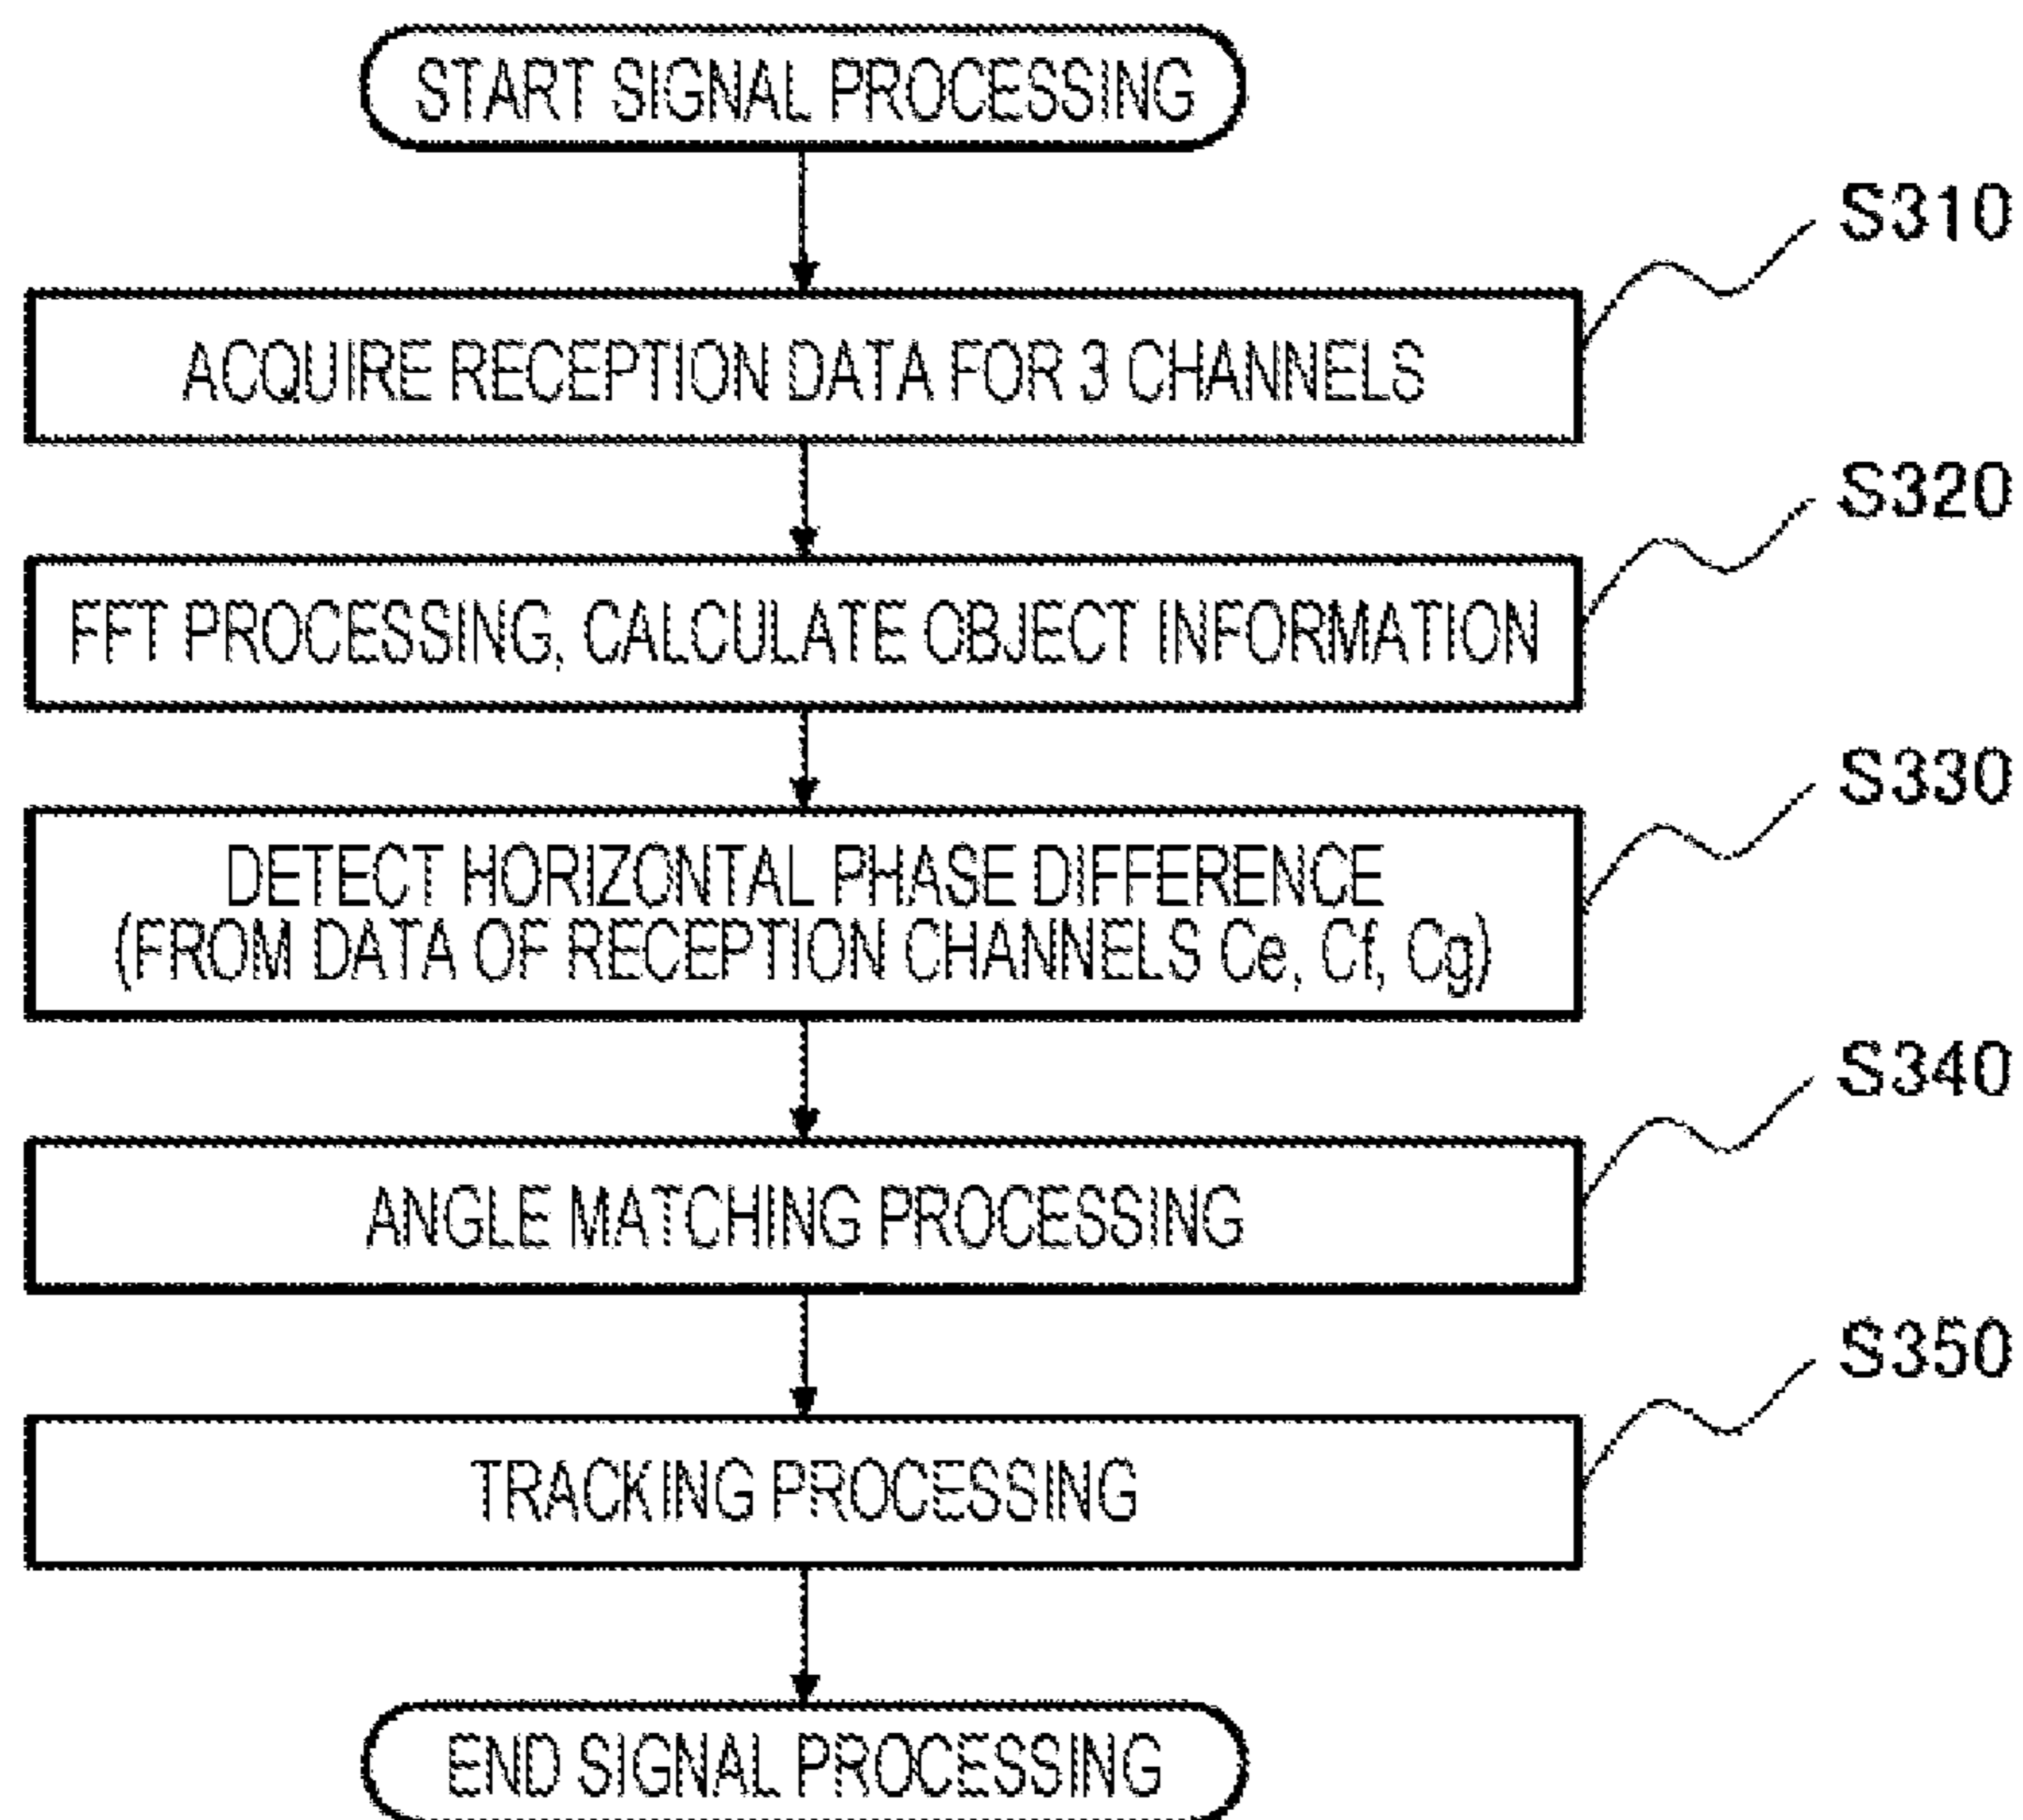 START SIGNAL PROCESSING
S310
ACQUIRE RECEPTION DATA FOR 3 CHANNELS
S320
FFT PROCESSING, CALCULATE OBJECT INFORMATION
S330
DETECT HORIZONTAL PHASE DIFFERENCE
(FROM DATA OF RECEPTION CHANNELS Ce, Cf, Cg)
S340
ANGLE MATCHING PROCESSING
S350
TRACKING PROCESSING
END SIGNAL PROCESSING